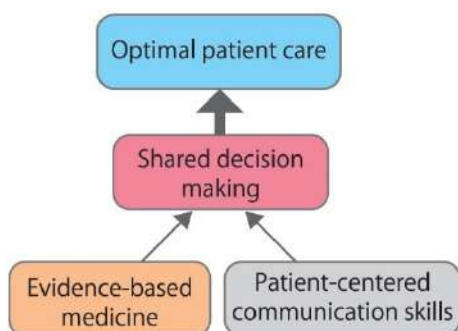 Optimal patient care
Shared decision
making
Evidence-based
medicine
Patient-centered
communication skills